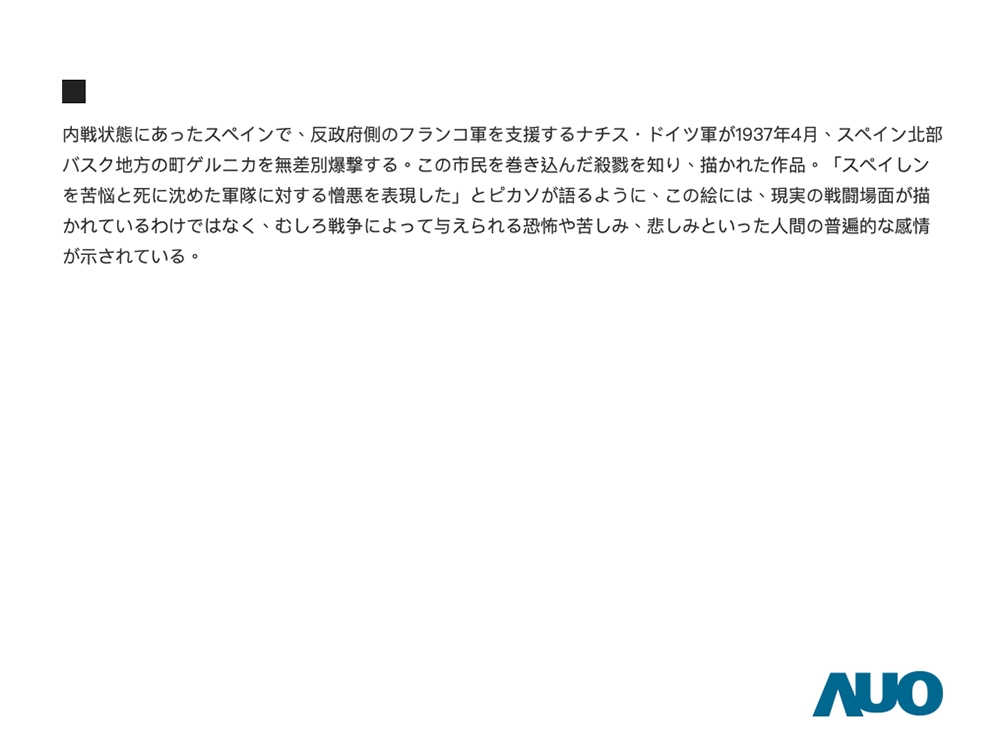 ■
内戦状態にあったスペインで、反政府側のフランコ軍を支援するナチス・ドイツ軍が1937年4月、スペイン北部
バスク地方の町ゲルニカを無差別爆撃する。この市民を巻き込んだ殺戮を知り、描かれた作品。「スペイしン
を苦悩と死に沈めた軍隊に対する憎悪を表現した」とピカソが語るように、この絵には、現実の戦闘場面が描
かれているわけではなく、むしろ戦争によって与えられる恐怖や苦しみ、悲しみといった人間の普遍的な感情
が示されている。
AUO